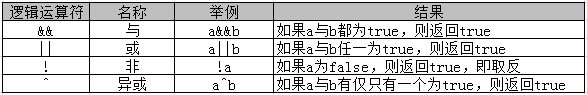 逻辑运算符 名称 举例 结果
&& 与 a&&b 如果a与b都为true，则返回true
|| 或 a||b 如果a与b任一为true，则返回true
! 非 !a 如果a为false，则返回true，即取反
^ 异或 a^b 如果a与b有仅只有一个为true，则返回true